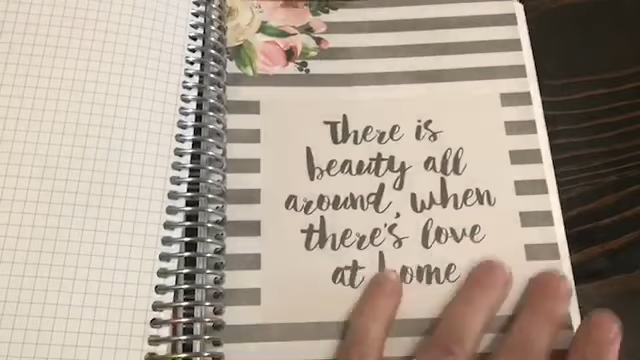 There is
beauty all
around, when
there's love
at home